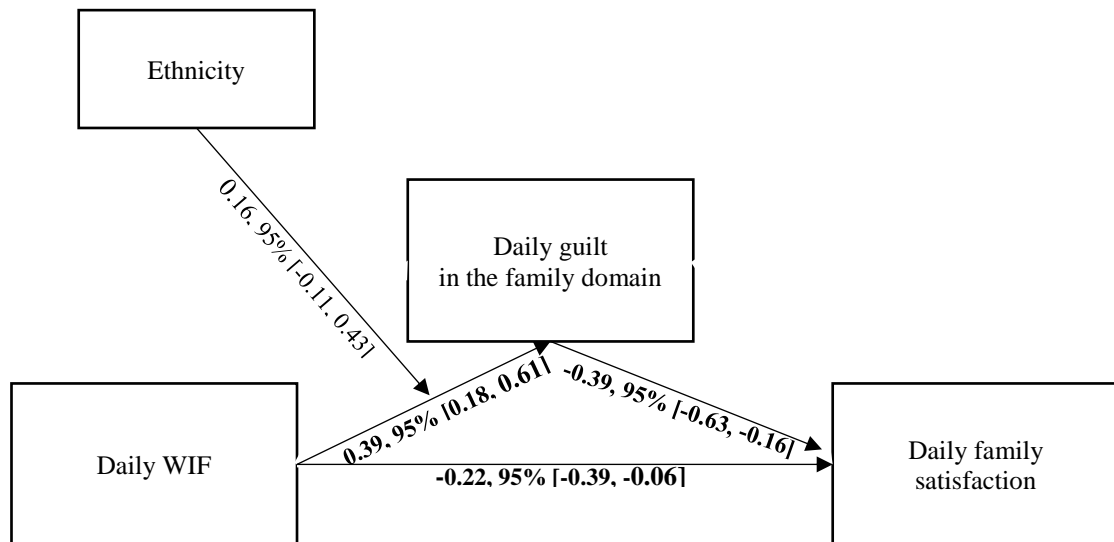 Ethnicity
0.16, 95% [-0.11, 0.43]
Daily guilt
in the family domain
0.39, 95% [0.18, 0.61]
-0.39, 95% [-0.63, -0.16]
Daily WIF
-0.22, 95% [-0.39, -0.06]
Daily family
satisfaction